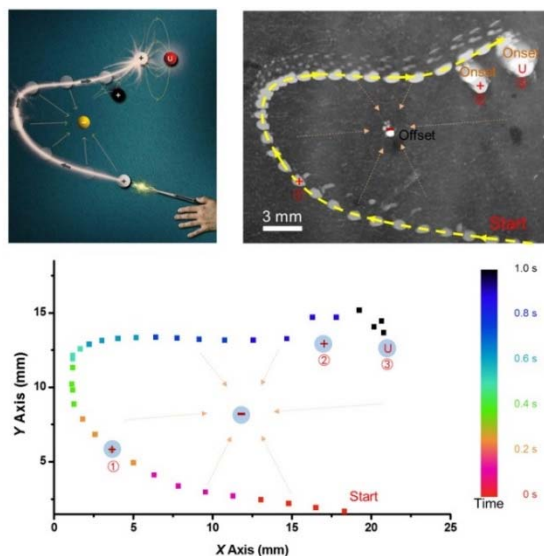 +
U
+
+
Onset
Onset
U
+
Offset
+
3 mm
Start
15
10
5
Y Axis (mm)
+
②
U
③
+
①
Start
0
5
10
15
20
25
X Axis (mm)
1.0 s
0.8 s
0.6 s
0.4 s
0.2 s
0 s
Time